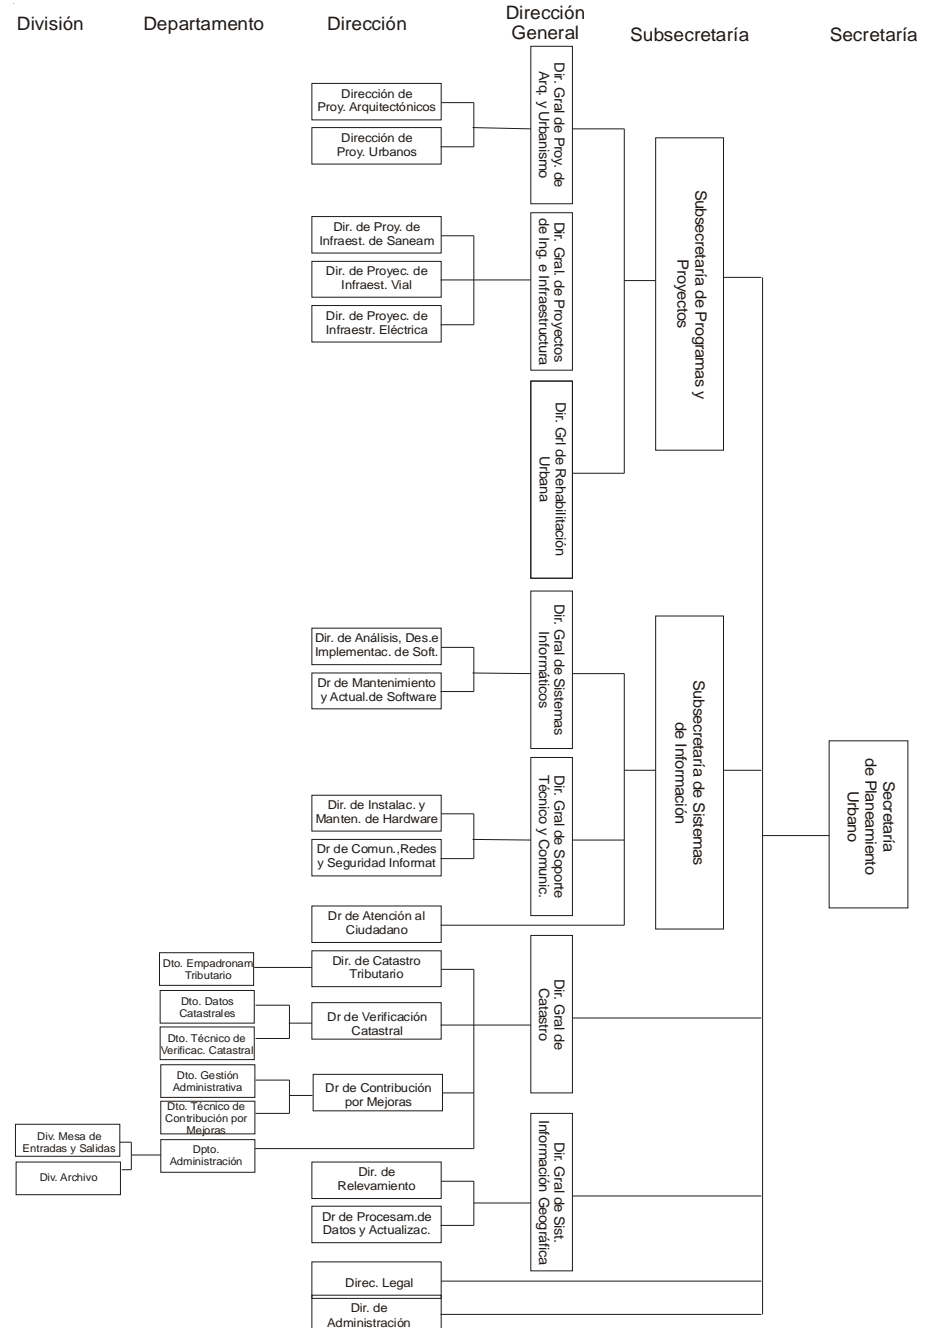 División
Departamento
Dirección
Dirección
General
Subsecretaría
Secretaría
Dirección de
Proy. Arquitectónicos
Dirección de
Proy. Urbanos
Dir. Gral de Proy. de
Arq. y Urbanismo
Dir. de Proy. de
Infraest. de Saneam
Dir. de Proyec. de
Infraest. Vial
Dir. de Proyec. de
Infraestr. Eléctrica
Dir. Gral. de Proyectos
de Ing. e Infraestructura
Dir. Grl de Rehabilitación
Urbana
Subsecretaría de Programas y
Proyectos
Dir. de Análisis, Des.e
Implementac. de Soft.
Dr de Mantenimiento
y Actual.de Software
Dir. Gral de Sistemas
Informáticos
Dir. de Instalac. y
Manten. de Hardware
Dr de Comun.,Redes
y Seguridad Informat
Dir. Gral de Soporte
Técnico y Comunic.
Dr de Atención al
Ciudadano
Subsecretaría de Sistemas
de Información
Secretaría
de Planeamiento
Urbano
Dto. Empadronam
Tributario
Dir. de Catastro
Tributario
Dto. Datos
Catastrales
Dto. Técnico de
Verificac. Catastral
Dr de Verificación
Catastral
Dir. Gral de
Catastro
Dto. Gestión
Administrativa
Dto. Técnico de
Contribución por
Mejoras
Dr de Contribución
por Mejoras
Div. Mesa de
Entradas y Salidas
Div. Archivo
Dpto.
Administración
Dir. de
Relevamiento
Dr de Procesam.de
Datos y Actualizac.
Dir. Gral de Sist.
Información Geográfica
Direc. Legal
Dir. de
Administración